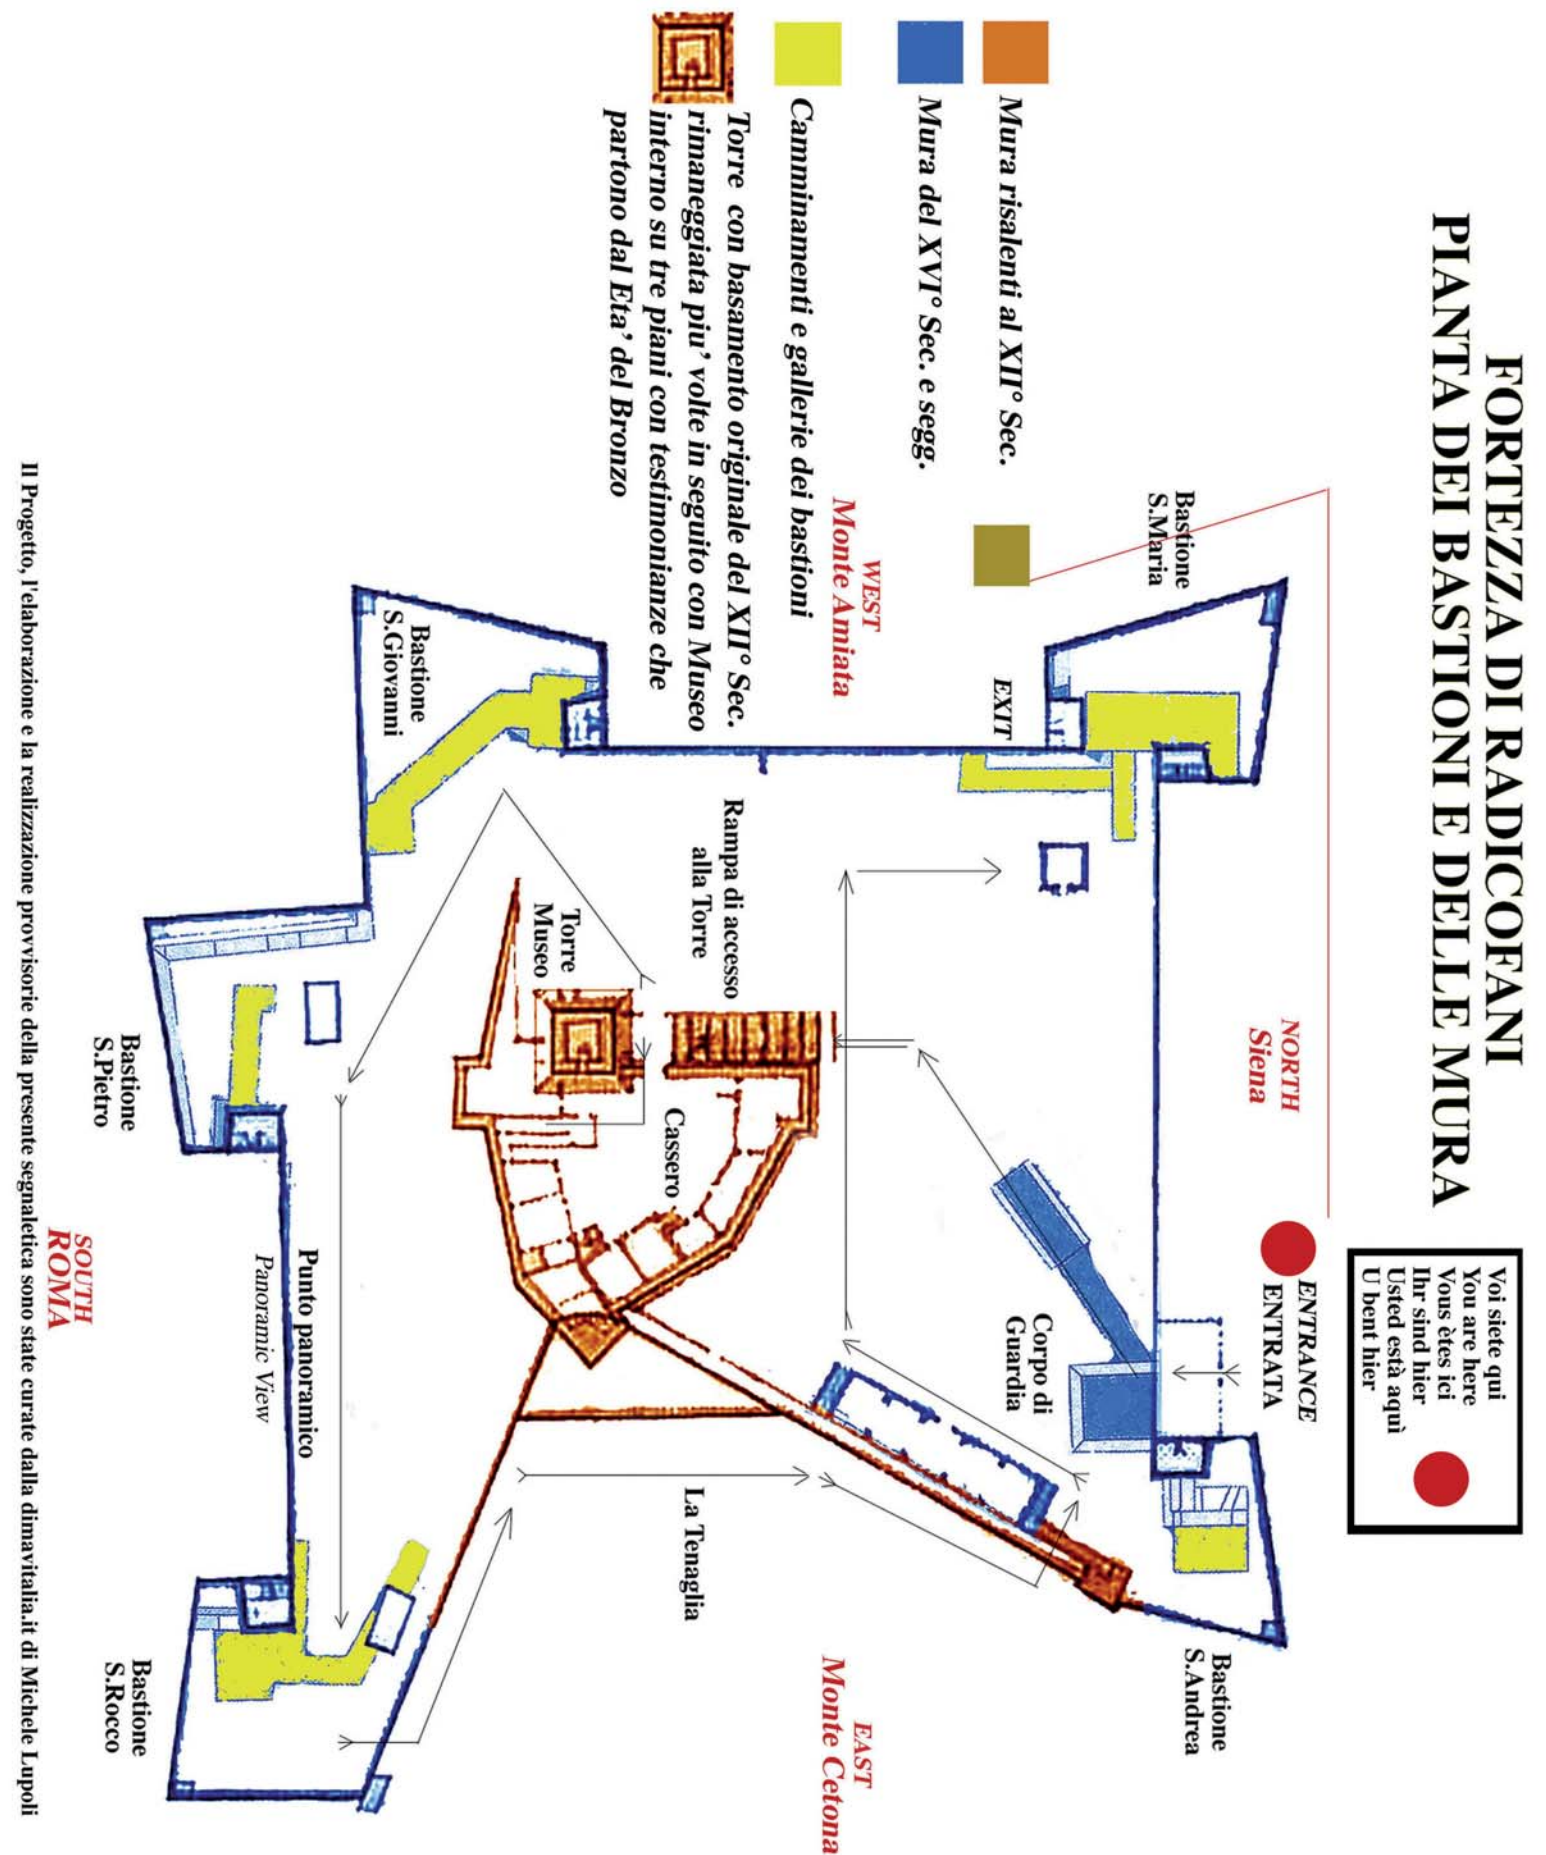 FORTEZZA DI RADICOFANI
PIANTA DEI BASTIONI E DELLE MURA
Voi siete qui
You are here
Vous ètes ici
Ihr sind hier
Usted està aquì
U bent hier
ENTRANCE
ENTRATA
NORTH
Siena
Mura risalenti al XII° Sec.
Mura del XVI° Sec. e segg.
Camminamenti e gallerie dei bastioni
Torre con basamento originale del XII° Sec.
rimaneggiata piu' volte in seguito con Museo
interno su tre piani con testimonianze che
partono dal Eta' del Bronzo
Bastione
S.Maria
EXIT
WEST
Monte Amiata
Bastione
S.Giovanni
Rampa di accesso
alla Torre
Torre
Museo
Cassero
Corpo di
Guardia
La Tenaglia
Bastione
S.Andrea
EAST
Monte Cetona
Bastione
S.Pietro
Punto panoramico
Panoramic View
Bastione
S.Rocco
SOUTH
ROMA
Il Progetto, l'elaborazione e la realizzazione provvisorie della presente segnaletica sono state curate dalla dimavitalia.it di Michele Lupoli